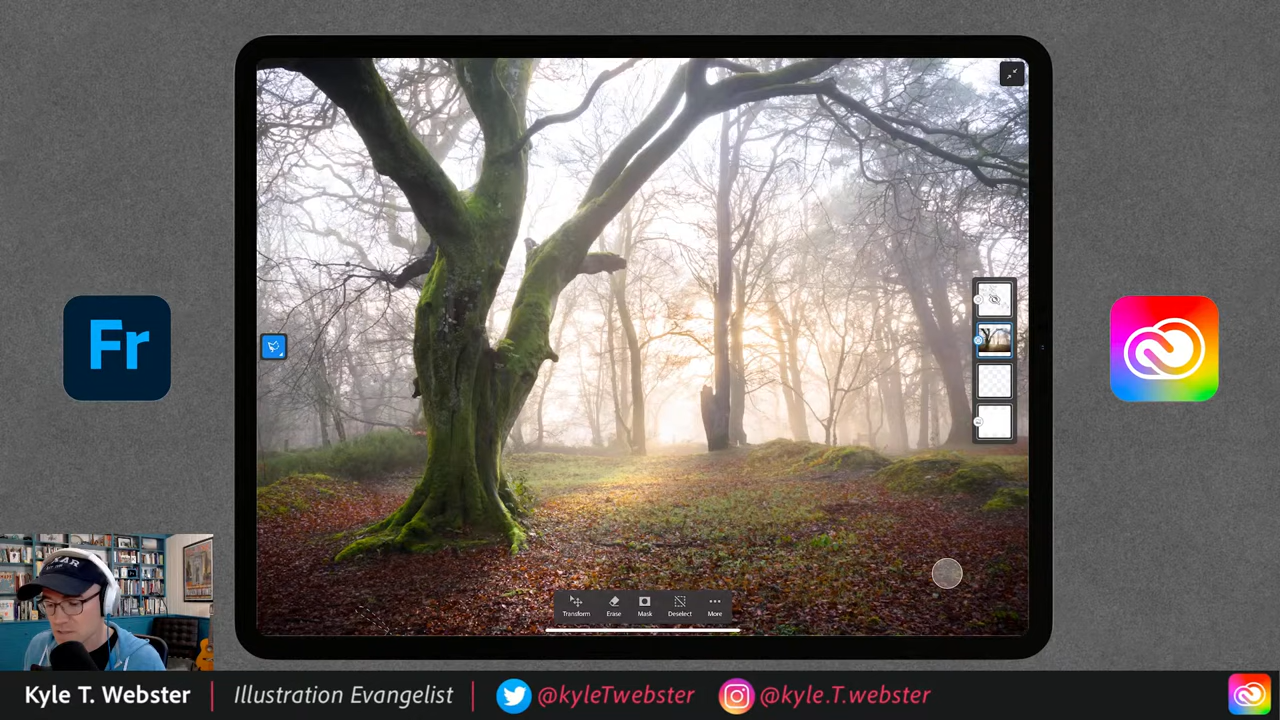 Fr
Transform
Erase
Mask
Deselect
More
Kyle T. Webster
Illustration Evangelist
@kyleTwebster
@kyle.T.webster